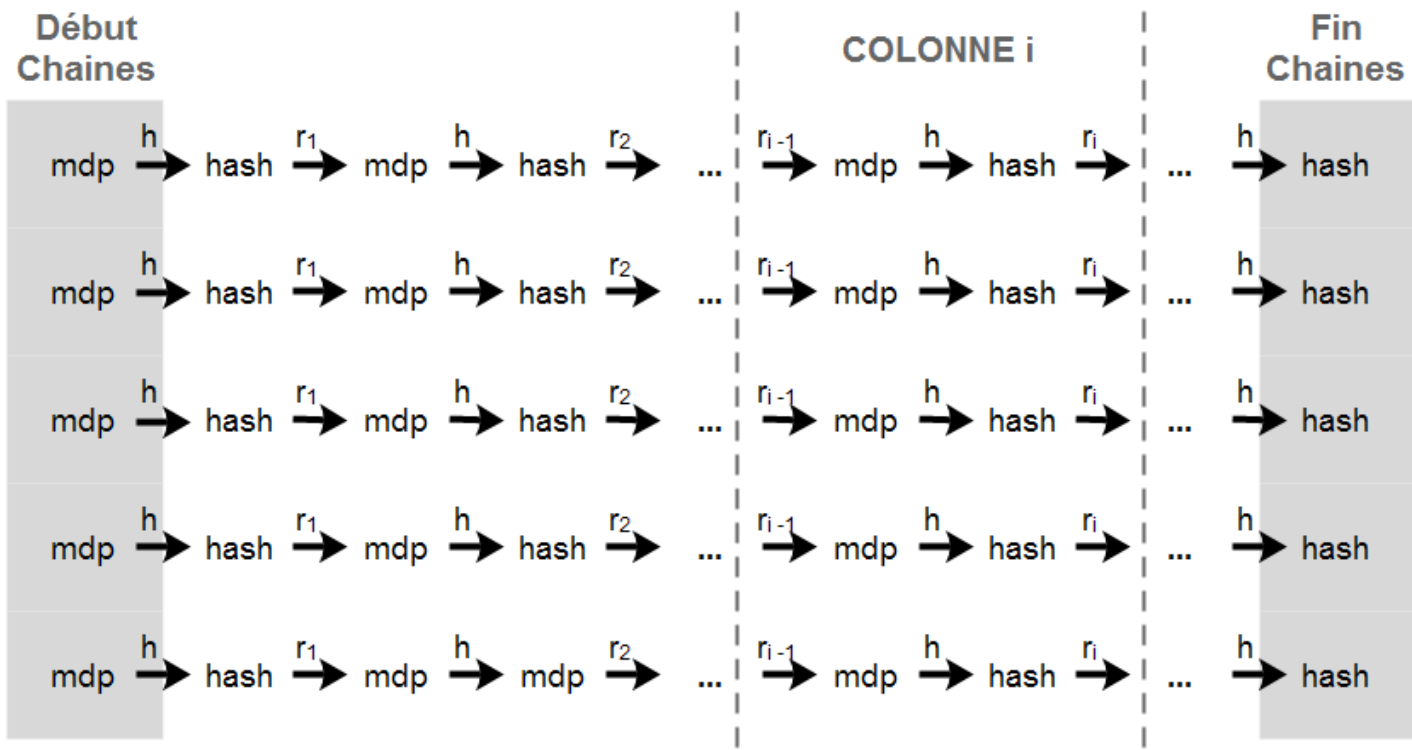 Début
Chaines
COLONNE i
Fin
Chaines
h r₁ h r₂ rᵢ₋₁ h rᵢ h
mdp hash mdp hash ... mdp hash ... hash
h r₁ h r₂ rᵢ₋₁ h rᵢ h
mdp hash mdp hash ... mdp hash ... hash
h r₁ h r₂ rᵢ₋₁ h rᵢ h
mdp hash mdp hash ... mdp hash ... hash
h r₁ h r₂ rᵢ₋₁ h rᵢ h
mdp hash mdp hash ... mdp hash ... hash
h r₁ h r₂ rᵢ₋₁ h rᵢ h
mdp hash mdp mdp ... mdp hash ... hash